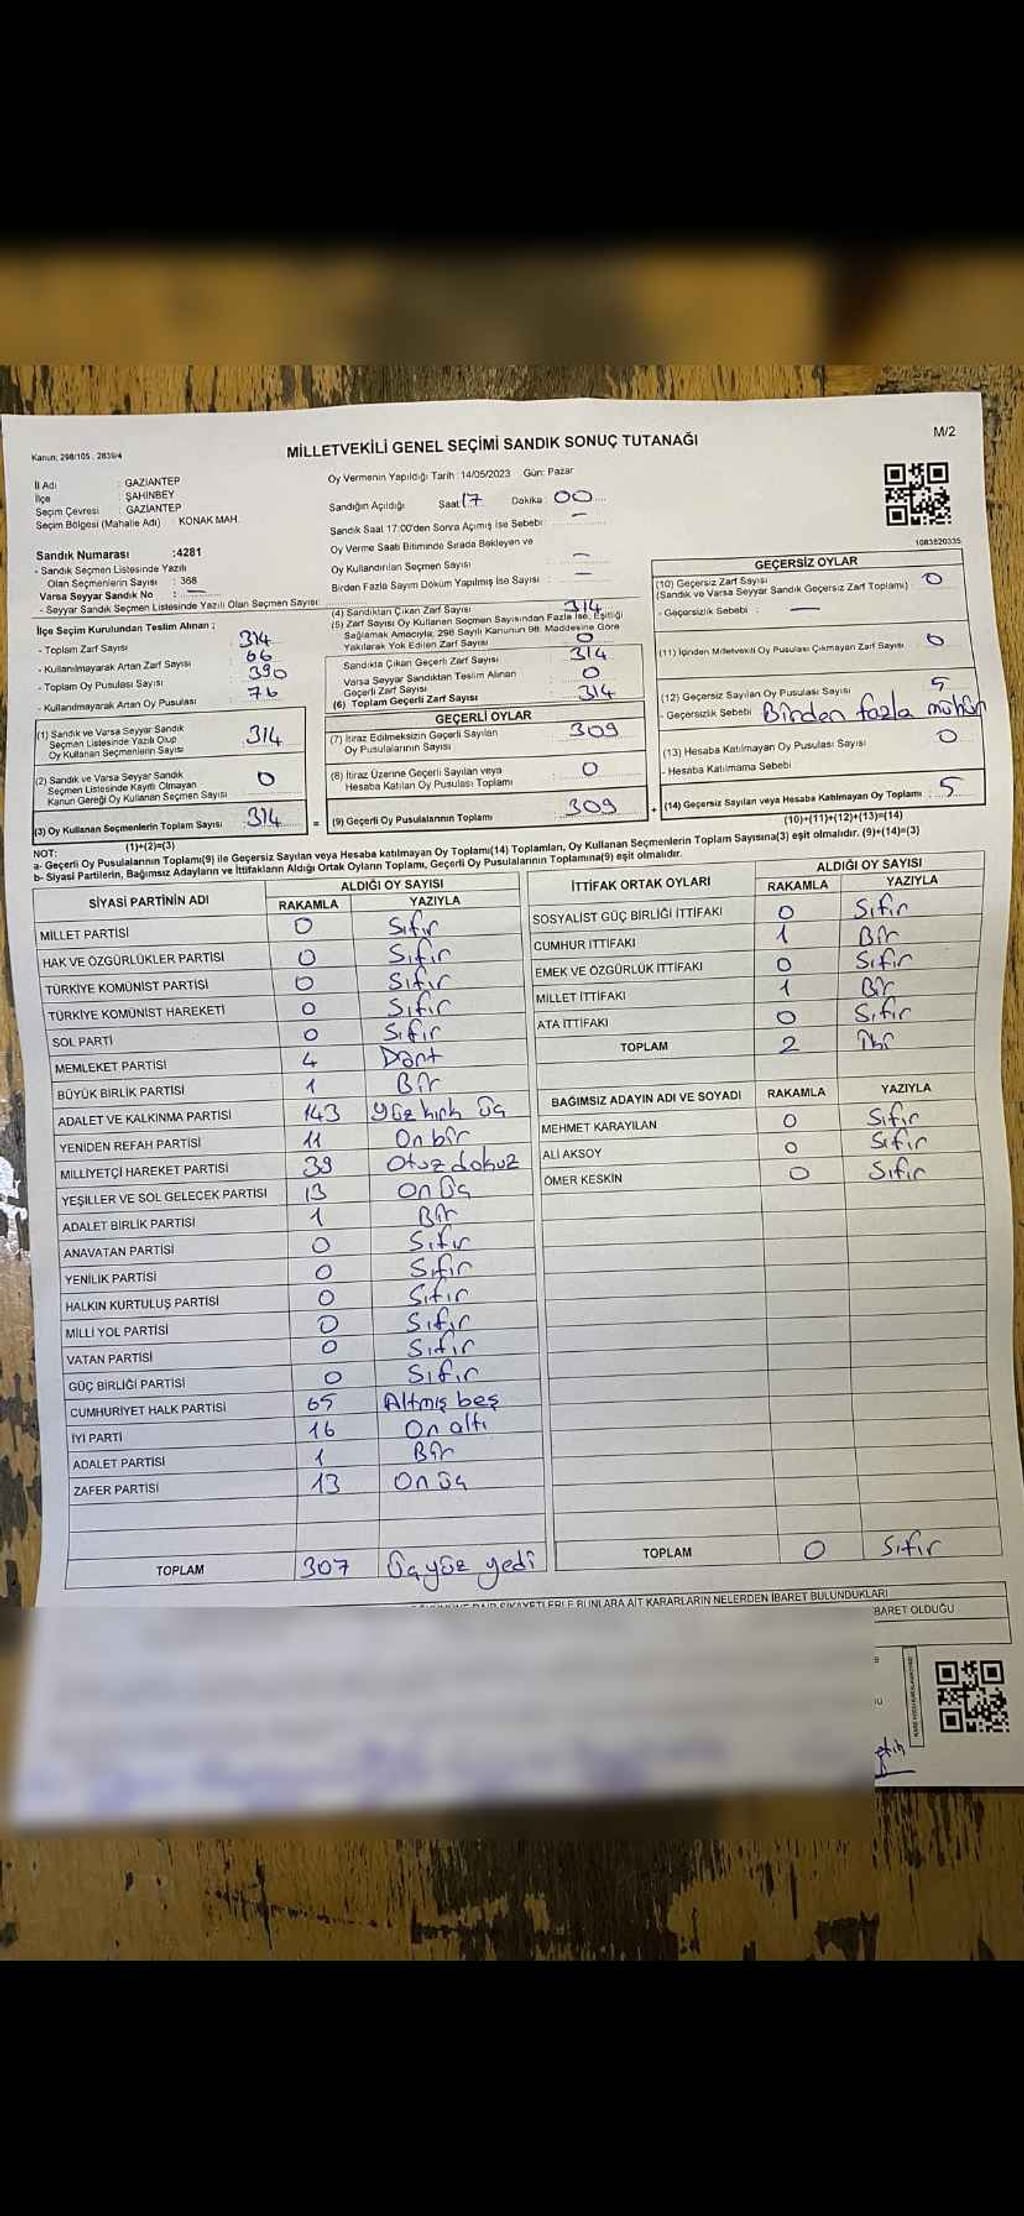 Kanun; 298/105 , 2839/4
MİLLETVEKİLİ GENEL SEÇİMİ SANDIK SONUÇ TUTANAĞI
M/2
İl Adı : GAZİANTEP
İlçe : ŞAHİNBEY
Seçim Çevresi : GAZİANTEP
Seçim Bölgesi (Mahalle Adı) : KONAK MAH.
Oy Vermenin Yapıldığı Tarih : 14/05/2023 Gün: Pazar
Sandığın Açıldığı Saat 17 Dakika 00
Sandık Saat 17:00'den Sonra Açımış İse Sebebi : —
Oy Verme Saati Bitiminde Sırada Bekleyen ve
Oy Kullandırılan Seçmen Sayısı : —
Birden Fazla Sayım Döküm Yapılmış İse Sayısı : —
1083820335
Sandık Numarası :4281
- Sandık Seçmen Listesinde Yazılı
Olan Seçmenlerin Sayısı : 368
Varsa Seyyar Sandık No : —
- Seyyar Sandık Seçmen Listesinde Yazılı Olan Seçmen Sayısı:
İlçe Seçim Kurulundan Teslim Alınan ;
- Toplam Zarf Sayısı 314
- Kullanılmayarak Artan Zarf Sayısı 66
- Toplam Oy Pusulası Sayısı 390
- Kullanılmayarak Artan Oy Pusulası 76
(1) Sandık ve Varsa Seyyar Sandık
Seçmen Listesinde Yazılı Olup
Oy Kullanan Seçmenlerin Sayısı 314
(2) Sandık ve Varsa Seyyar Sandık
Seçmen Listesinde Kayıtlı Olmayan
Kanun Gereği Oy Kullanan Seçmen Sayısı 0
(3) Oy Kullanan Seçmenlerin Toplam Sayısı 314
(1)+(2)=(3)
(4) Sandıktan Çıkan Zarf Sayısı 314
(5) Zarf Sayısı Oy Kullanan Seçmen Sayısından Fazla İse, Eşitliği
Sağlamak Amacıyla, 298 Sayılı Kanunun 98. Maddesine Göre
Yakılarak Yok Edilen Zarf Sayısı 0
Sandıkta Çıkan Geçerli Zarf Sayısı 314
Varsa Seyyar Sandıktan Teslim Alınan
Geçerli Zarf Sayısı 0
(6) Toplam Geçerli Zarf Sayısı 314
GEÇERLİ OYLAR
(7) İtiraz Edilmeksizin Geçerli Sayılan
Oy Pusulalarının Sayısı 309
(8) İtiraz Üzerine Geçerli Sayılan veya
Hesaba Katılan Oy Pusulası Toplamı 0
= (9) Geçerli Oy Pusulalarının Toplamı 309
GEÇERSİZ OYLAR
(10) Geçersiz Zarf Sayısı
(Sandık ve Varsa Seyyar Sandık Geçersiz Zarf Toplamı) 0
- Geçersizlik Sebebi : —
(11) İçinden Milletvekili Oy Pusulası Çıkmayan Zarf Sayısı 0
(12) Geçersiz Sayılan Oy Pusulası Sayısı 5
- Geçersizlik Sebebi Birden fazla mühür
(13) Hesaba Katılmayan Oy Pusulası Sayısı 0
- Hesaba Katılmama Sebebi
+ (14) Geçersiz Sayılan veya Hesaba Katılmayan Oy Toplamı : 5
(10)+(11)+(12)+(13)=(14)
NOT:
a- Geçerli Oy Pusulalarının Toplamı(9) ile Geçersiz Sayılan veya Hesaba katılmayan Oy Toplamı(14) Toplamları, Oy Kullanan Seçmenlerin Toplam Sayısına(3) eşit olmalıdır. (9)+(14)=(3)
b- Siyasi Partilerin, Bağımsız Adayların ve İttifakların Aldığı Ortak Oyların Toplamı, Geçerli Oy Pusulalarının Toplamına(9) eşit olmalıdır.
SİYASİ PARTİNİN ADI ALDIĞI OY SAYISI
RAKAMLA YAZIYLA
MİLLET PARTİSİ 0 Sıfır
HAK VE ÖZGÜRLÜKLER PARTİSİ 0 Sıfır
TÜRKİYE KOMÜNİST PARTİSİ 0 Sıfır
TÜRKİYE KOMÜNİST HAREKETİ 0 Sıfır
SOL PARTİ 0 Sıfır
MEMLEKET PARTİSİ 4 Dört
BÜYÜK BİRLİK PARTİSİ 1 Bir
ADALET VE KALKINMA PARTİSİ 143 Yüz kırk üç
YENİDEN REFAH PARTİSİ 11 On bir
MİLLİYETÇİ HAREKET PARTİSİ 39 Otuz dokuz
YEŞİLLER VE SOL GELECEK PARTİSİ 13 On üç
ADALET BİRLİK PARTİSİ 1 Bir
ANAVATAN PARTİSİ 0 Sıfır
YENİLİK PARTİSİ 0 Sıfır
HALKIN KURTULUŞ PARTİSİ 0 Sıfır
MİLLİ YOL PARTİSİ 0 Sıfır
VATAN PARTİSİ 0 Sıfır
GÜÇ BİRLİĞİ PARTİSİ 0 Sıfır
CUMHURİYET HALK PARTİSİ 65 Altmış beş
İYİ PARTİ 16 On altı
ADALET PARTİSİ 1 Bir
ZAFER PARTİSİ 13 On üç
TOPLAM 307 Üçyüz yedi
İTTİFAK ORTAK OYLARI ALDIĞI OY SAYISI
RAKAMLA YAZIYLA
SOSYALİST GÜÇ BİRLİĞİ İTTİFAKI 0 Sıfır
CUMHUR İTTİFAKI 1 Bir
EMEK VE ÖZGÜRLÜK İTTİFAKI 0 Sıfır
MİLLET İTTİFAKI 1 Bir
ATA İTTİFAKI 0 Sıfır
TOPLAM 2 İki
BAĞIMSIZ ADAYIN ADI VE SOYADI RAKAMLA YAZIYLA
MEHMET KARAYILAN 0 Sıfır
ALİ AKSOY 0 Sıfır
ÖMER KESKİN 0 Sıfır
TOPLAM 0 Sıfır
ŞİKAYETLERLE BUNLARA AİT KARARLARIN NELERDEN İBARET BULUNDUKLARI
BARET OLDUĞU